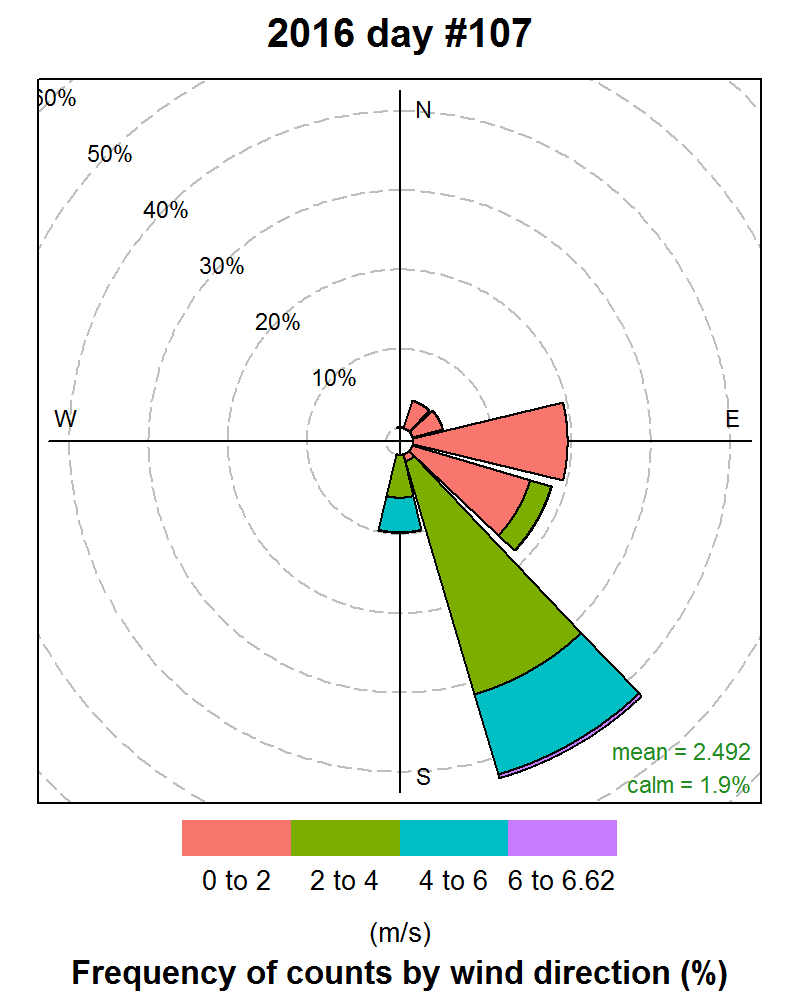 2016 day #107
60%
N
50%
40%
30%
20%
10%
W
E
mean = 2.492
S
calm = 1.9%
0 to 2 2 to 4 4 to 6 6 to 6.62
(m/s)
Frequency of counts by wind direction (%)